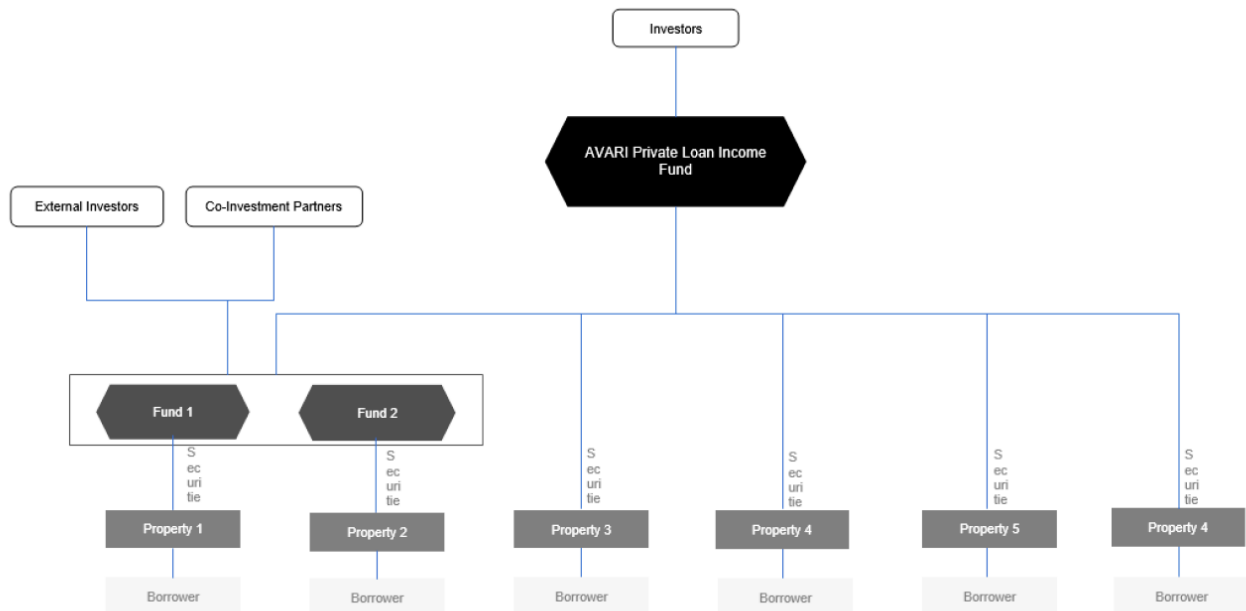 Investors
AVARI Private Loan Income
Fund
External Investors
Co-Investment Partners
Fund 1
Fund 2
S
ec
uri
tie
S
ec
uri
tie
S
ec
uri
tie
S
ec
uri
tie
S
ec
uri
tie
S
ec
uri
tie
Property 1
Property 2
Property 3
Property 4
Property 5
Property 4
Borrower
Borrower
Borrower
Borrower
Borrower
Borrower